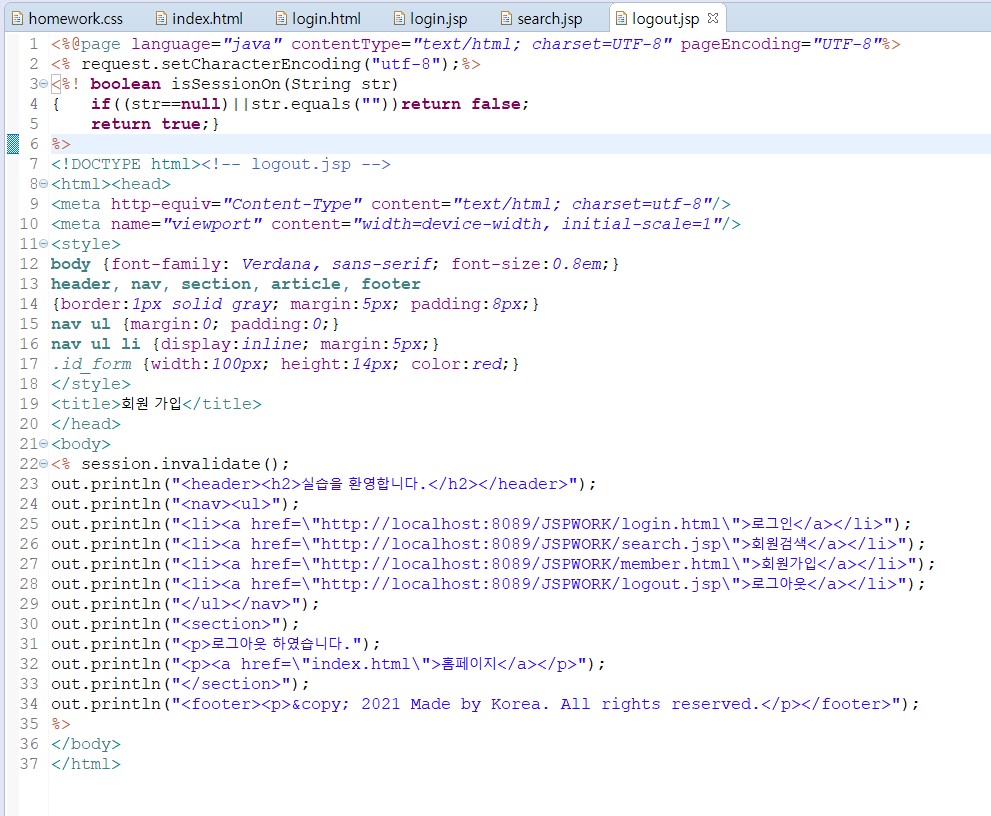 homework.css index.html login.html login.jsp search.jsp logout.jsp
1 <%@page language="java" contentType="text/html; charset=UTF-8" pageEncoding="UTF-8"%>
2 <% request.setCharacterEncoding("utf-8");%>
3 <%! boolean isSessionOn(String str)
4 {   if((str==null)||str.equals(""))return false;
5     return true;}
6 %>
7 <!DOCTYPE html><!-- logout.jsp -->
8 <html><head>
9 <meta http-equiv="Content-Type" content="text/html; charset=utf-8"/>
10 <meta name="viewport" content="width=device-width, initial-scale=1"/>
11 <style>
12 body {font-family: Verdana, sans-serif; font-size:0.8em;}
13 header, nav, section, article, footer
14 {border:1px solid gray; margin:5px; padding:8px;}
15 nav ul {margin:0; padding:0;}
16 nav ul li {display:inline; margin:5px;}
17 .id_form {width:100px; height:14px; color:red;}
18 </style>
19 <title>회원 가입</title>
20 </head>
21 <body>
22 <% session.invalidate();
23 out.println("<header><h2>실습을 환영합니다.</h2></header>");
24 out.println("<nav><ul>");
25 out.println("<li><a href=\"http://localhost:8089/JSPWORK/login.html\">로그인</a></li>");
26 out.println("<li><a href=\"http://localhost:8089/JSPWORK/search.jsp\">회원검색</a></li>");
27 out.println("<li><a href=\"http://localhost:8089/JSPWORK/member.html\">회원가입</a></li>");
28 out.println("<li><a href=\"http://localhost:8089/JSPWORK/logout.jsp\">로그아웃</a></li>");
29 out.println("</ul></nav>");
30 out.println("<section>");
31 out.println("<p>로그아웃 하였습니다.");
32 out.println("<p><a href=\"index.html\">홈페이지</a></p>");
33 out.println("</section>");
34 out.println("<footer><p>&copy; 2021 Made by Korea. All rights reserved.</p></footer>");
35 %>
36 </body>
37 </html>